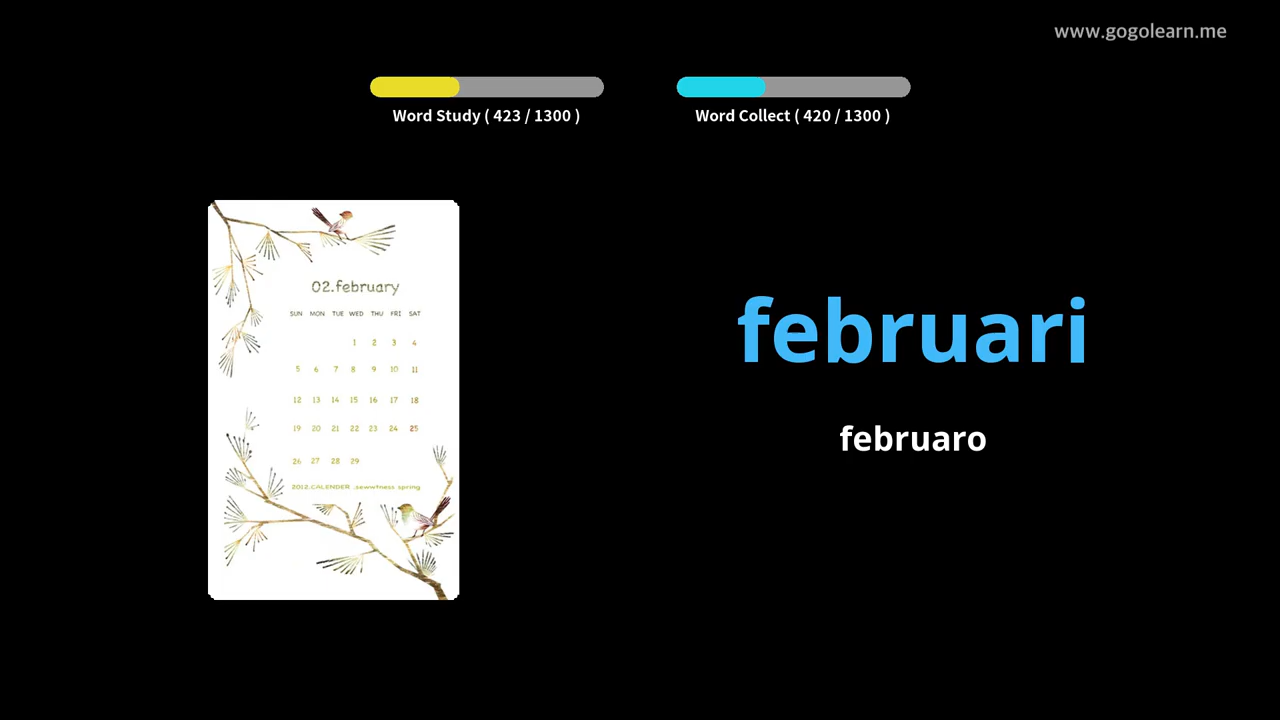 www.gogolearn.me
Word Study ( 423 / 1300 )
Word Collect ( 420 / 1300 )
02.february
SUN MON TUE WED THU FRI SAT
1 2 3 4
5 6 7 8 9 10 11
12 13 14 15 16 17 18
19 20 21 22 23 24 25
26 27 28 29
2012.CALENDER spring
februari
februaro